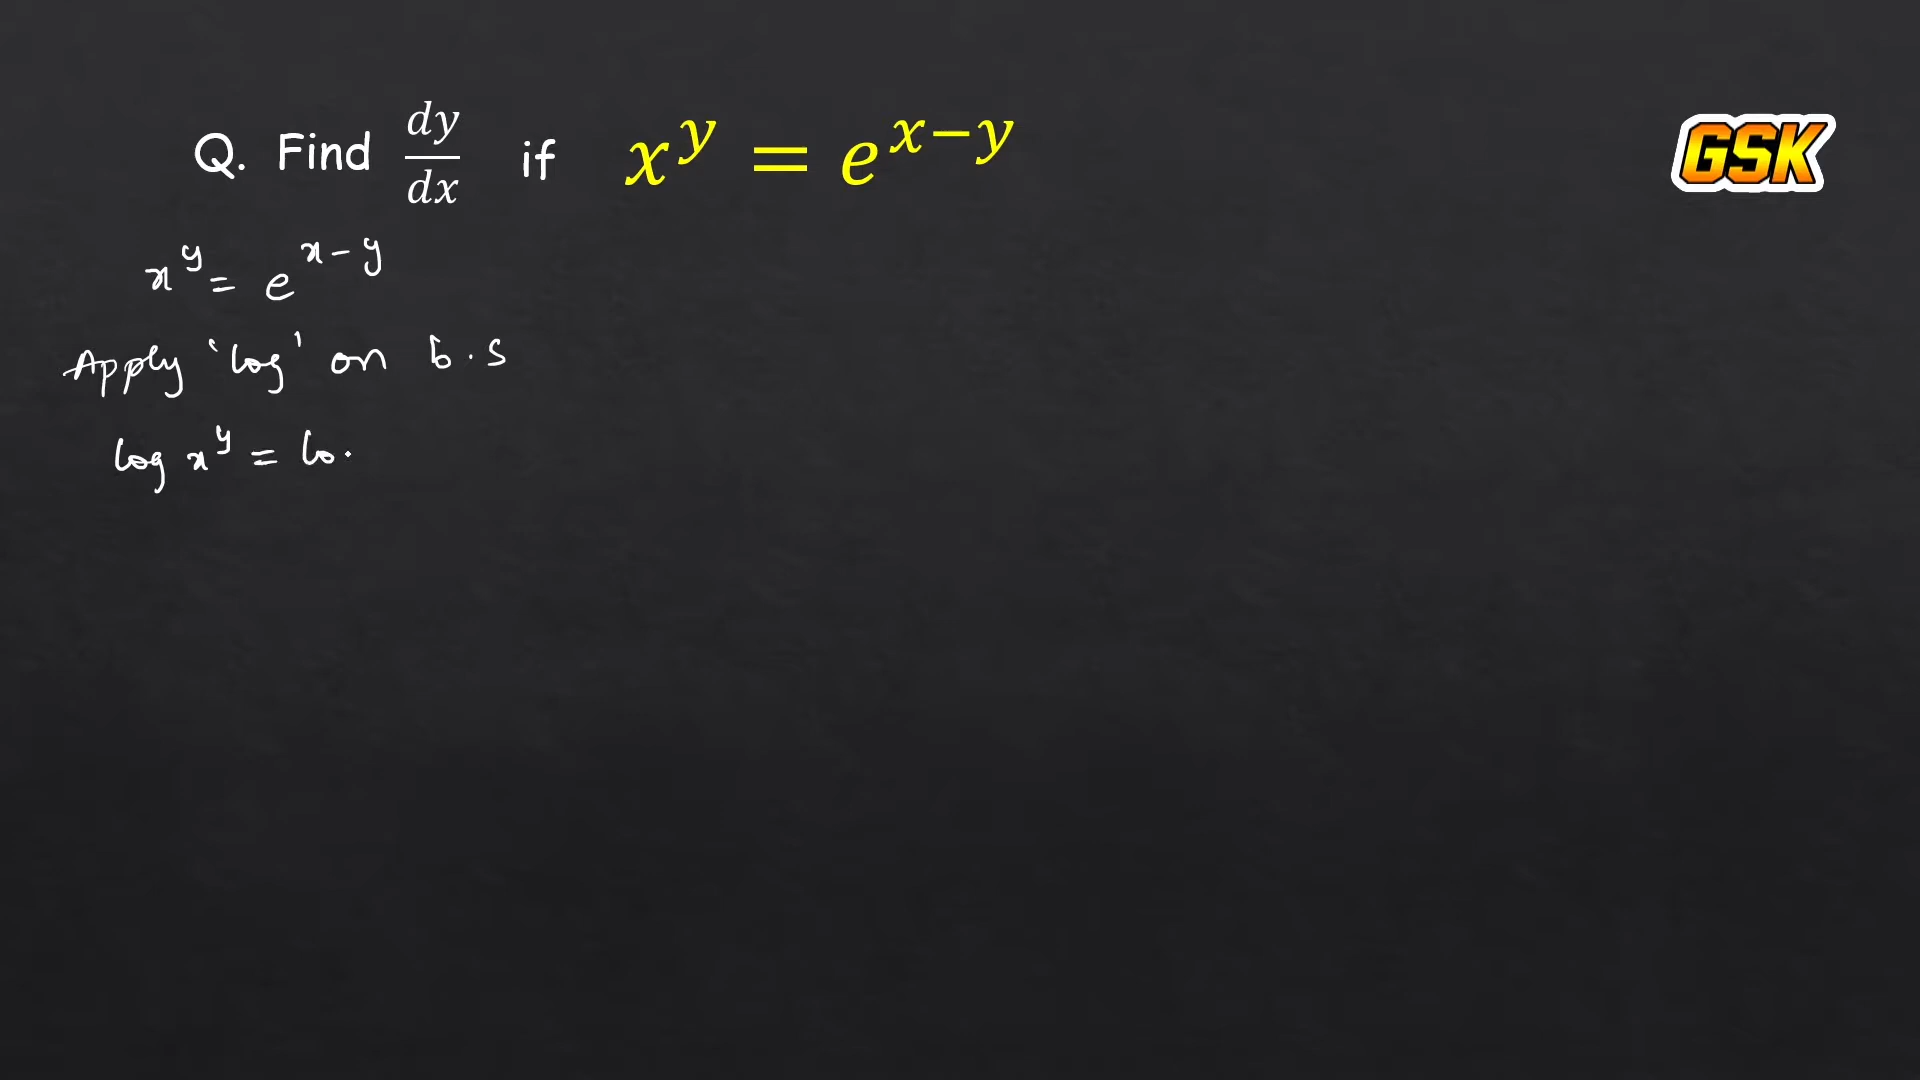 Q. Find dy/dx if x^y = e^(x−y)
GSK
x^y = e^(x−y)
Apply 'log' on b.s
log x^y = lo.